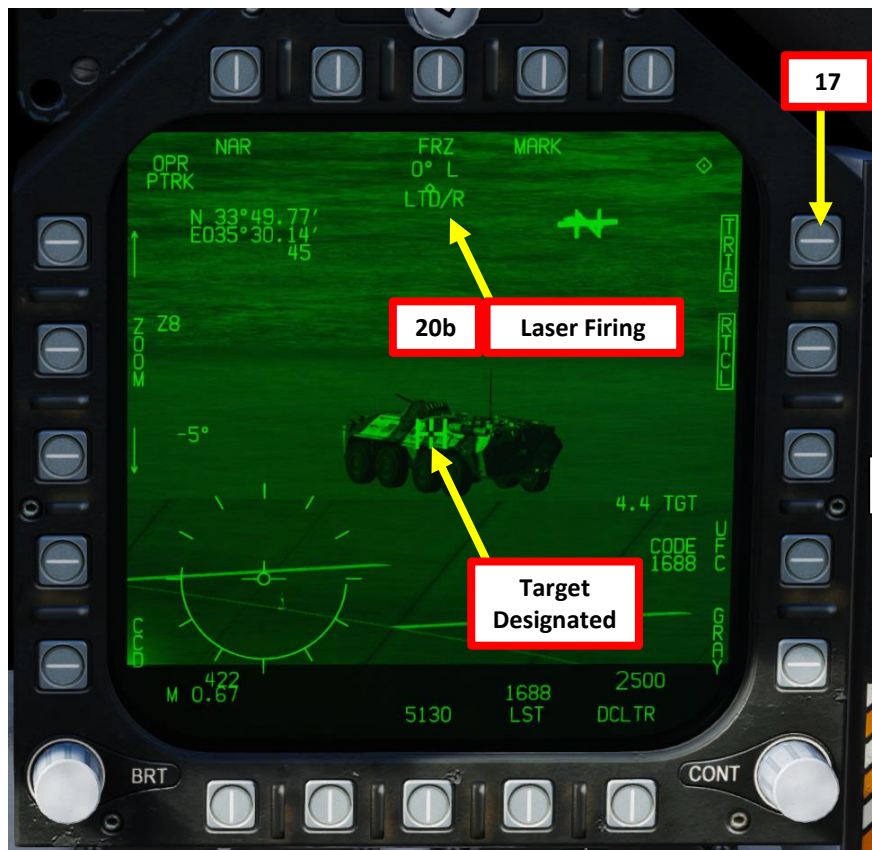 17
NAR
FRZ
MARK
OPR
PTRK
0° L
LTD/R
N 33°49.77'
E035°30.14'
45
TRIG
20b
Laser Firing
ZOOM
Z8
RTCL
-5°
4.4 TGT
CODE
1688
UFC
Target
Designated
CCD
GRAY
422
M 0.67
5130
1688
LST
2500
DCLTR
BRT
CONT